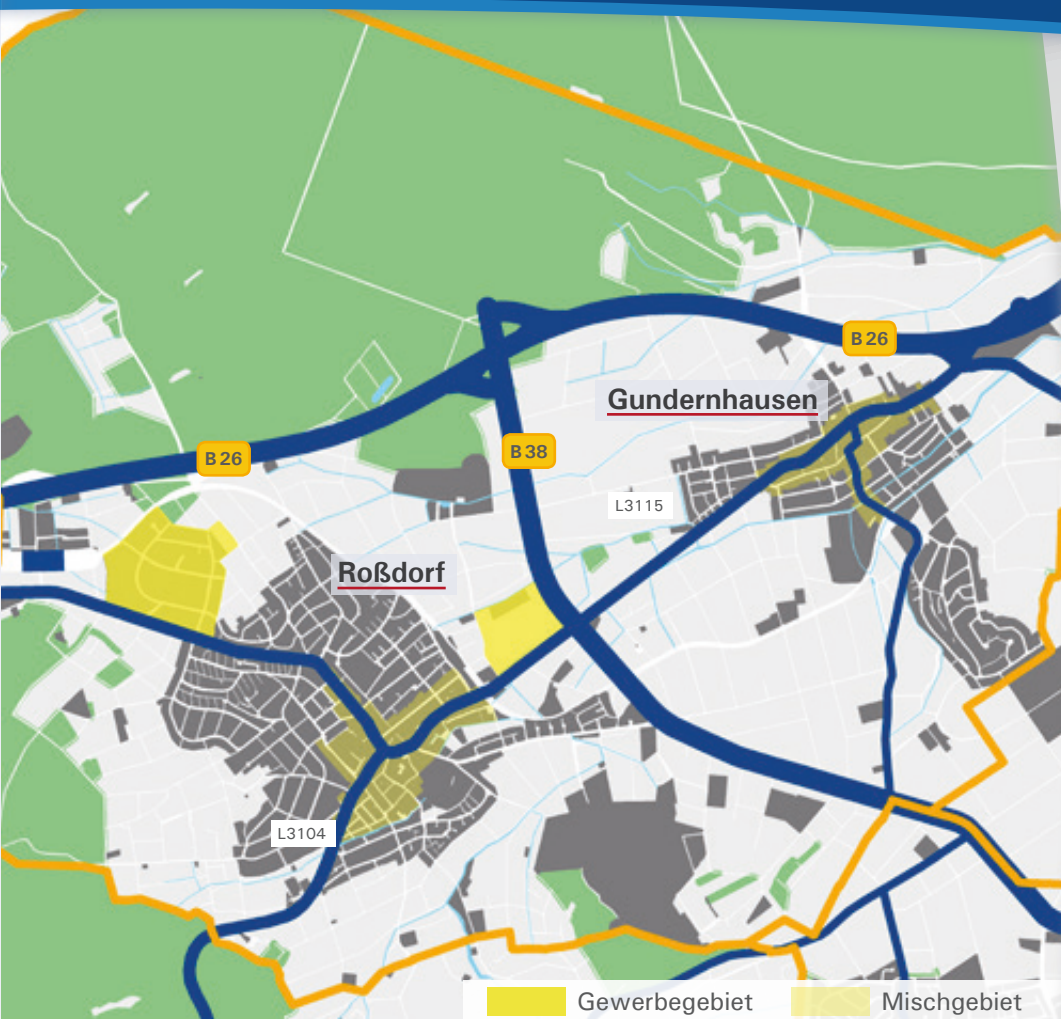 B 26
Gundernhausen
B 26
B 38
L3115
Roßdorf
L3104
Gewerbegebiet
Mischgebiet